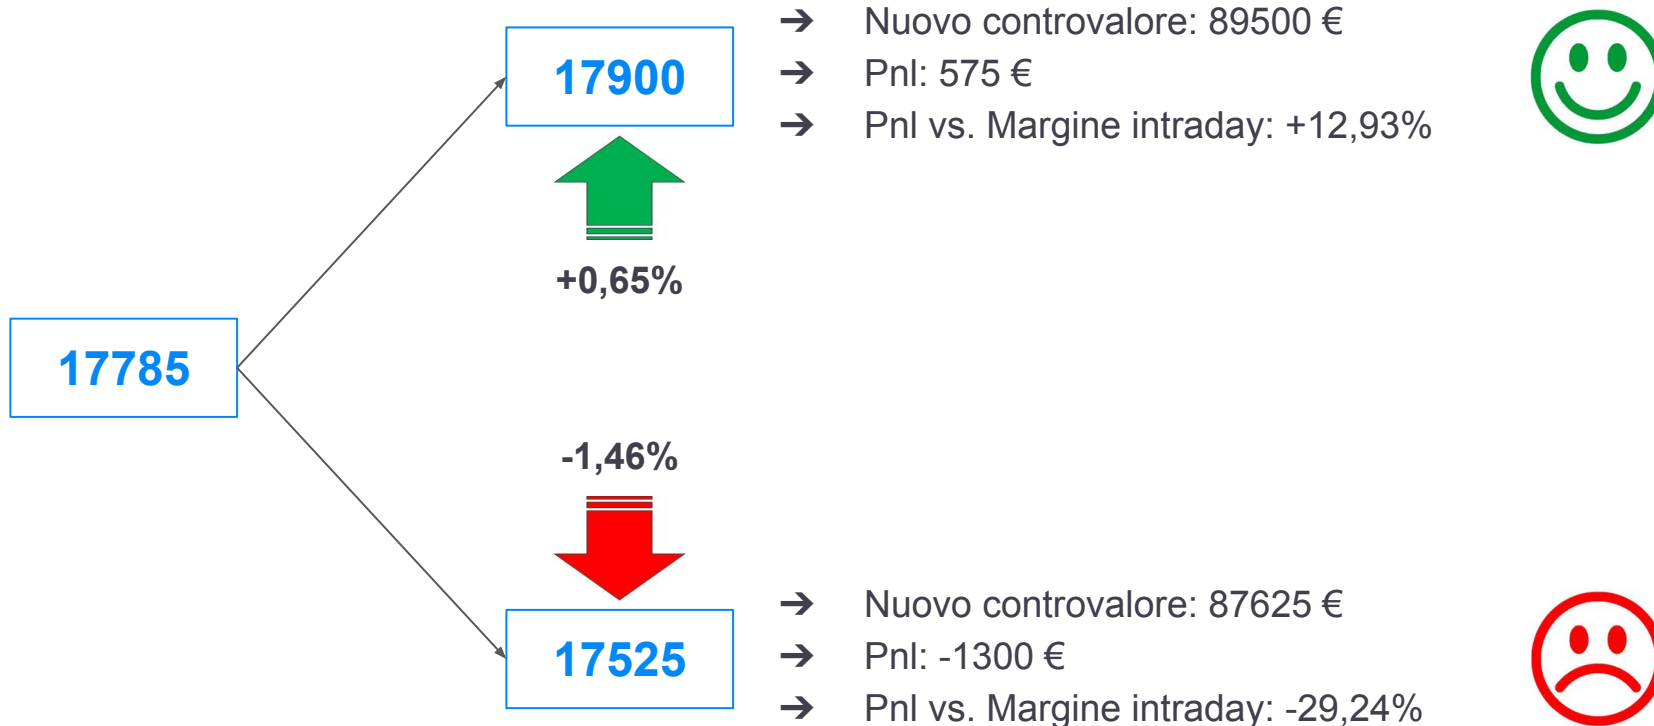 ➔ Nuovo controvalore: 89500 €
17900
➔ Pnl: 575 €
➔ Pnl vs. Margine intraday: +12,93%
+0,65%
17785
-1,46%
➔ Nuovo controvalore: 87625 €
17525
➔ Pnl: -1300 €
➔ Pnl vs. Margine intraday: -29,24%